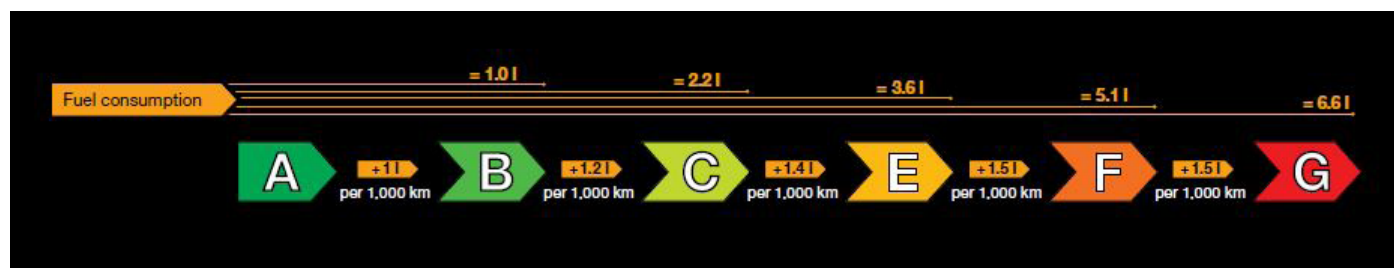 = 1.0 l
= 2.2 l
= 3.6 l
= 5.1 l
= 6.6 l
Fuel consumption
A
+1 l
per 1,000 km
B
+1.2 l
per 1,000 km
C
+1.4 l
per 1,000 km
E
+1.5 l
per 1,000 km
F
+1.5 l
per 1,000 km
G